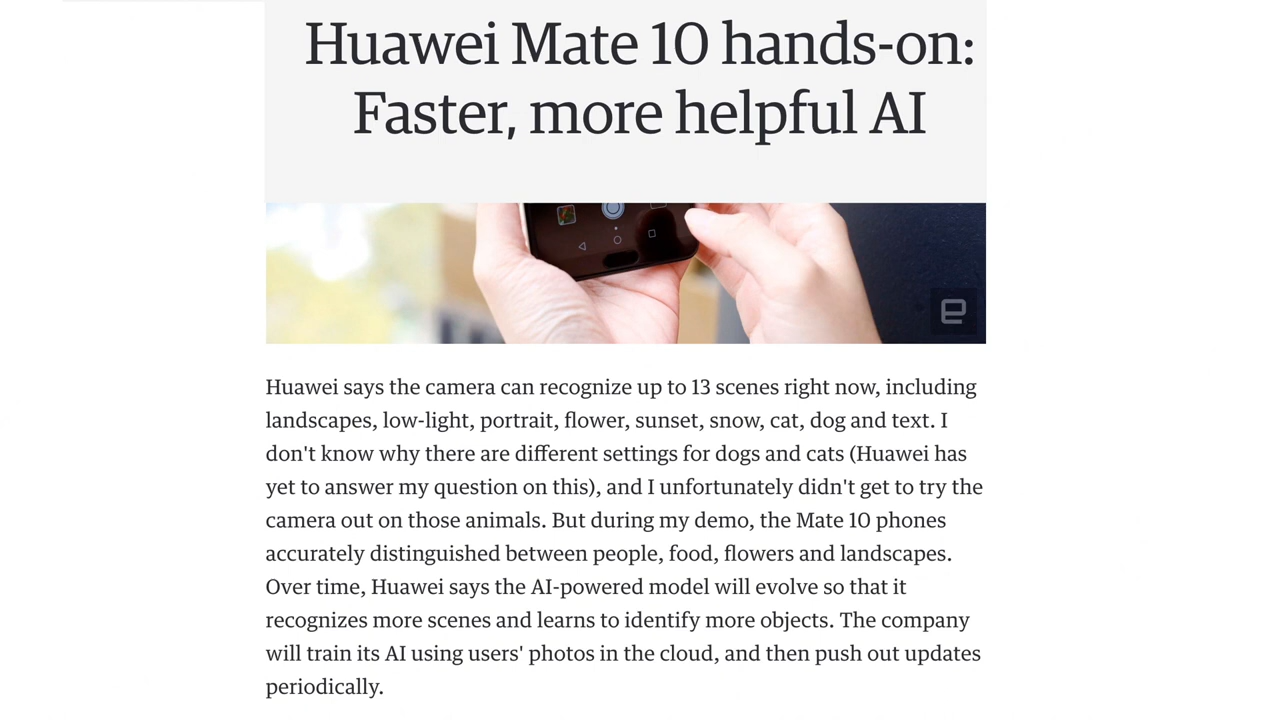 Huawei Mate 10 hands-on:
Faster, more helpful AI
Huawei says the camera can recognize up to 13 scenes right now, including
landscapes, low-light, portrait, flower, sunset, snow, cat, dog and text. I
don't know why there are different settings for dogs and cats (Huawei has
yet to answer my question on this), and I unfortunately didn't get to try the
camera out on those animals. But during my demo, the Mate 10 phones
accurately distinguished between people, food, flowers and landscapes.
Over time, Huawei says the AI-powered model will evolve so that it
recognizes more scenes and learns to identify more objects. The company
will train its AI using users' photos in the cloud, and then push out updates
periodically.